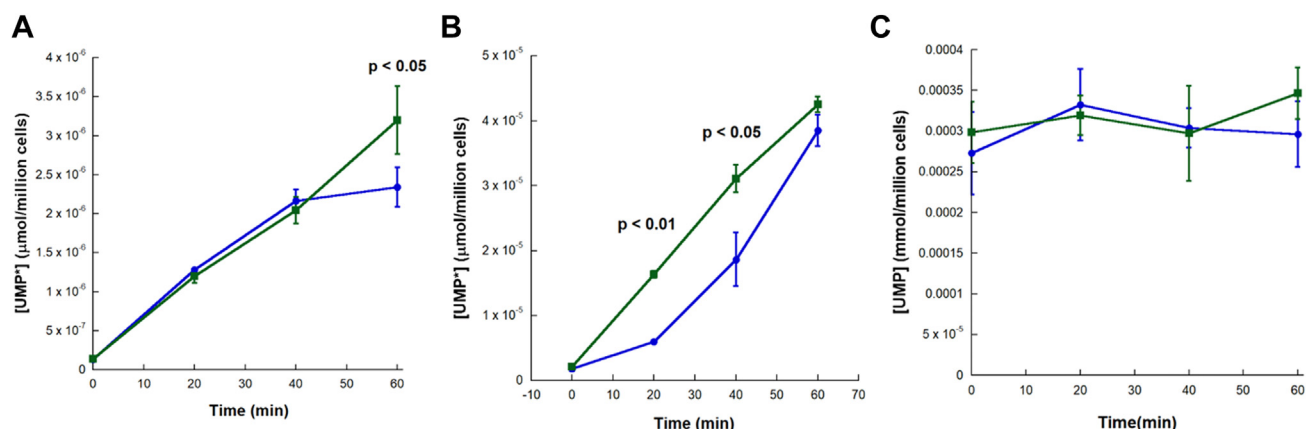 A
[UMP*] (μmol/million cells)
4 x 10⁻⁶
3.5 x 10⁻⁶
3 x 10⁻⁶
2.5 x 10⁻⁶
2 x 10⁻⁶
1.5 x 10⁻⁶
1 x 10⁻⁶
5 x 10⁻⁷
0
p < 0.05
0 10 20 30 40 50 60
Time (min)
B
[UMP*] (μmol/million cells)
5 x 10⁻⁵
4 x 10⁻⁵
3 x 10⁻⁵
2 x 10⁻⁵
1 x 10⁻⁵
0
p < 0.05
p < 0.01
-10 0 10 20 30 40 50 60 70
Time (min)
C
[UMP] (mmol/million cells)
0.0004
0.00035
0.0003
0.00025
0.0002
0.00015
0.0001
5 x 10⁻⁵
0
0 10 20 30 40 50 60
Time(min)